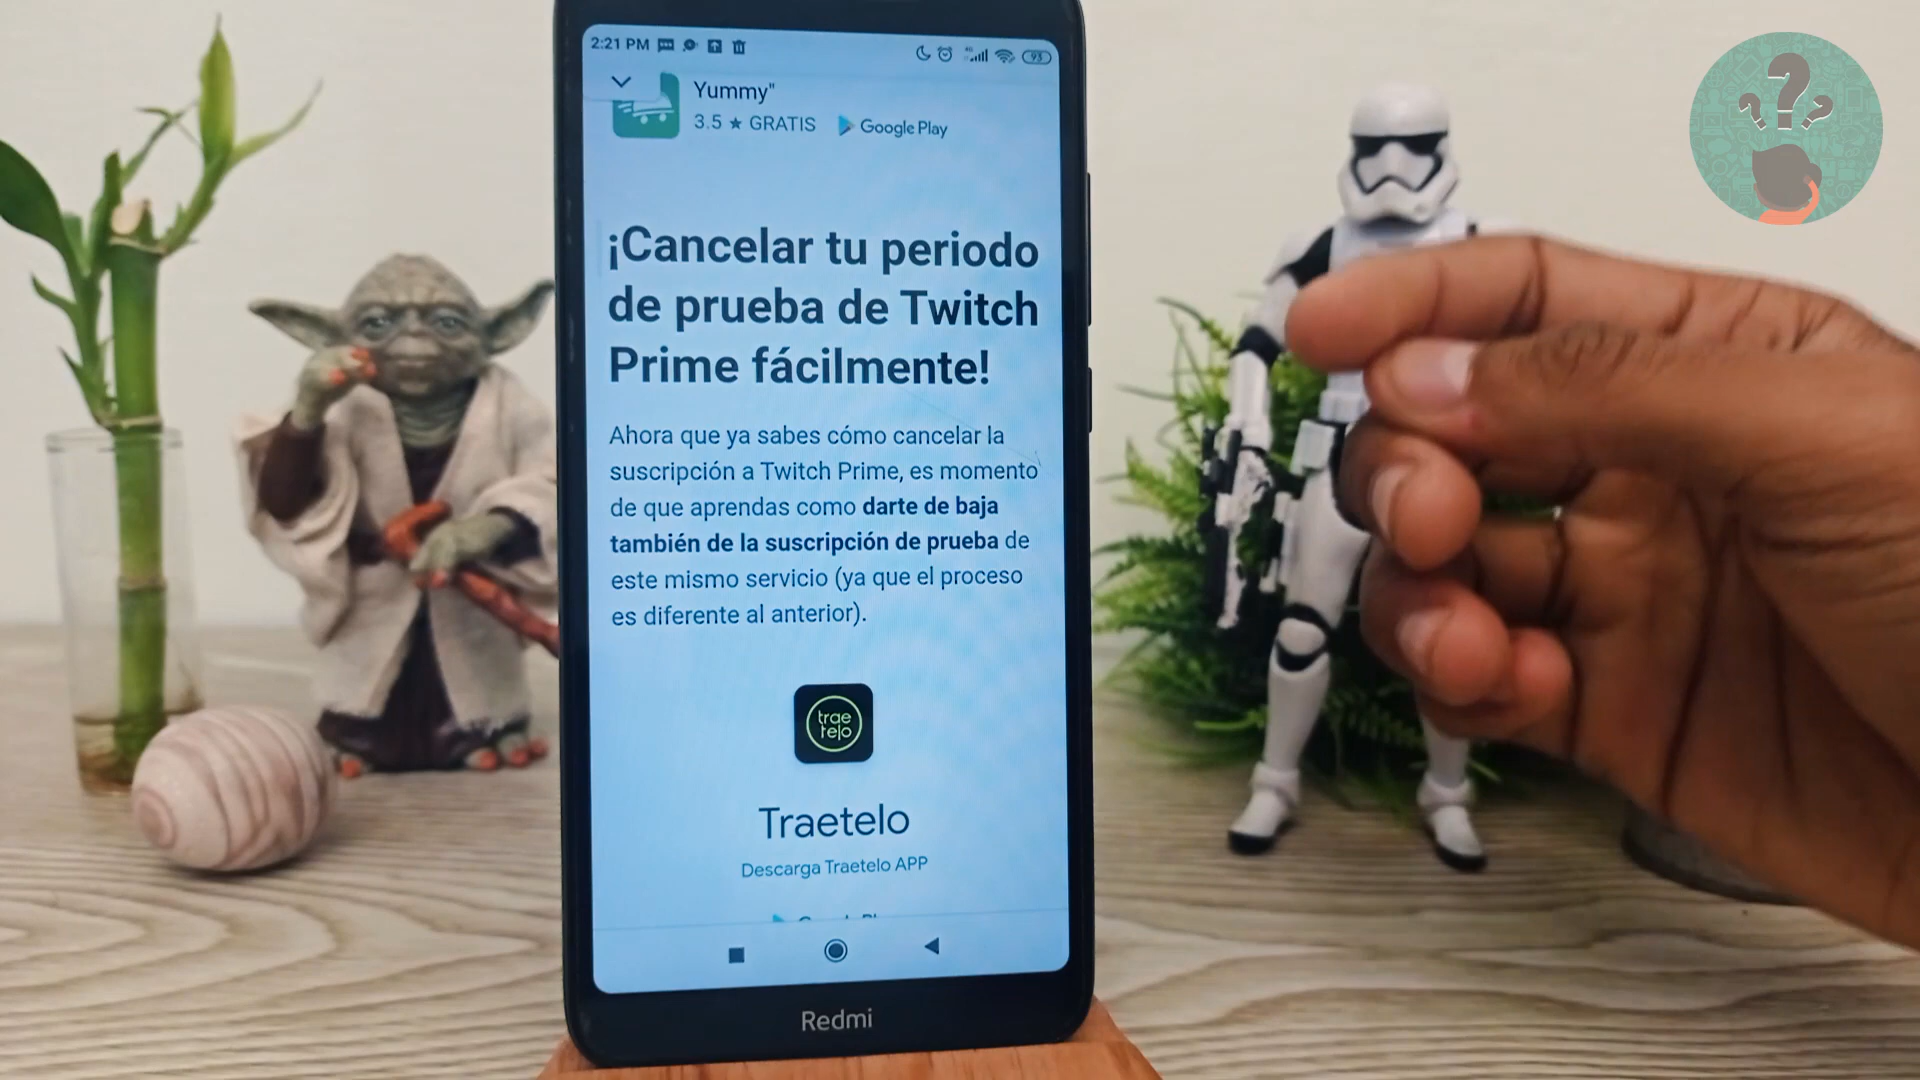 2:21 PM
93
Yummy"
3.5 ★ GRATIS Google Play
¡Cancelar tu periodo
de prueba de Twitch
Prime fácilmente!
Ahora que ya sabes cómo cancelar la
suscripción a Twitch Prime, es momento
de que aprendas como darte de baja
también de la suscripción de prueba de
este mismo servicio (ya que el proceso
es diferente al anterior).
trae
telo
Traetelo
Descarga Traetelo APP
Redmi